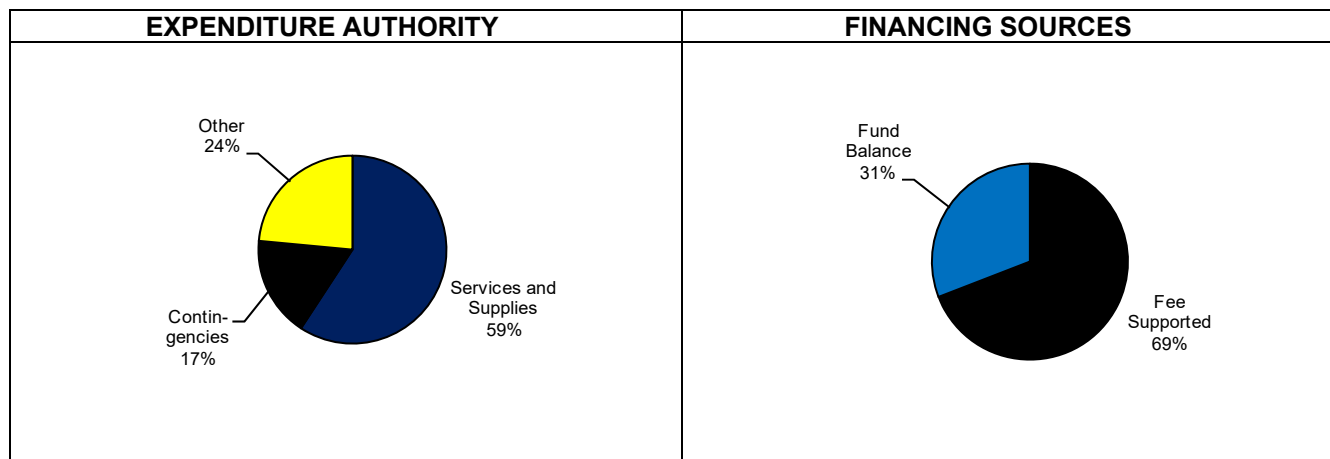 EXPENDITURE AUTHORITY
FINANCING SOURCES
Other
24%
Services and
Supplies
59%
Contin-
gencies
17%
Fund
Balance
31%
Fee
Supported
69%